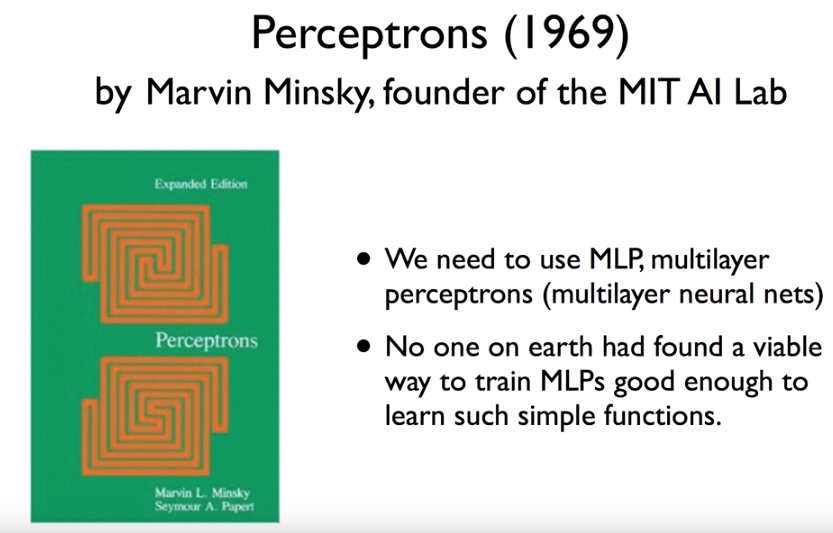 Perceptrons (1969)
by Marvin Minsky, founder of the MIT AI Lab
Expanded Edition
Perceptrons
Marvin L. Minsky
Seymour A. Papert
• We need to use MLP, multilayer
perceptrons (multilayer neural nets)
• No one on earth had found a viable
way to train MLPs good enough to
learn such simple functions.